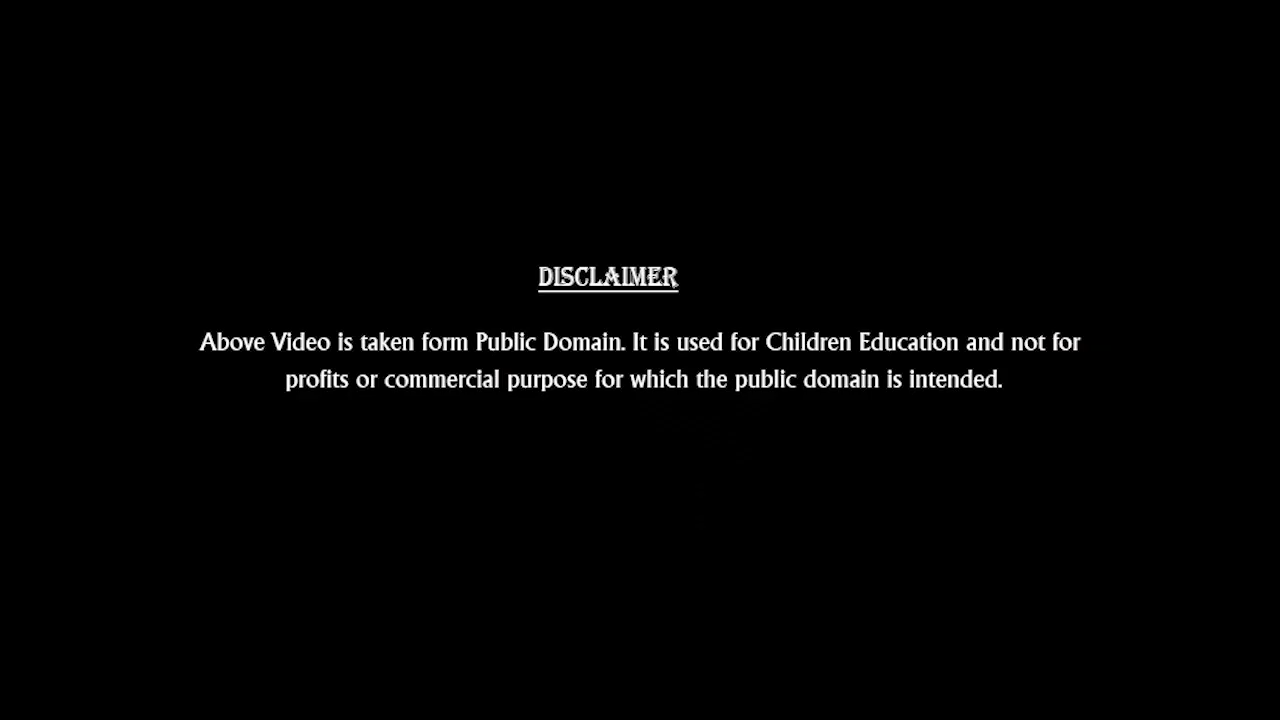 DISCLAIMER
Above Video is taken form Public Domain. It is used for Children Education and not for
profits or commercial purpose for which the public domain is intended.